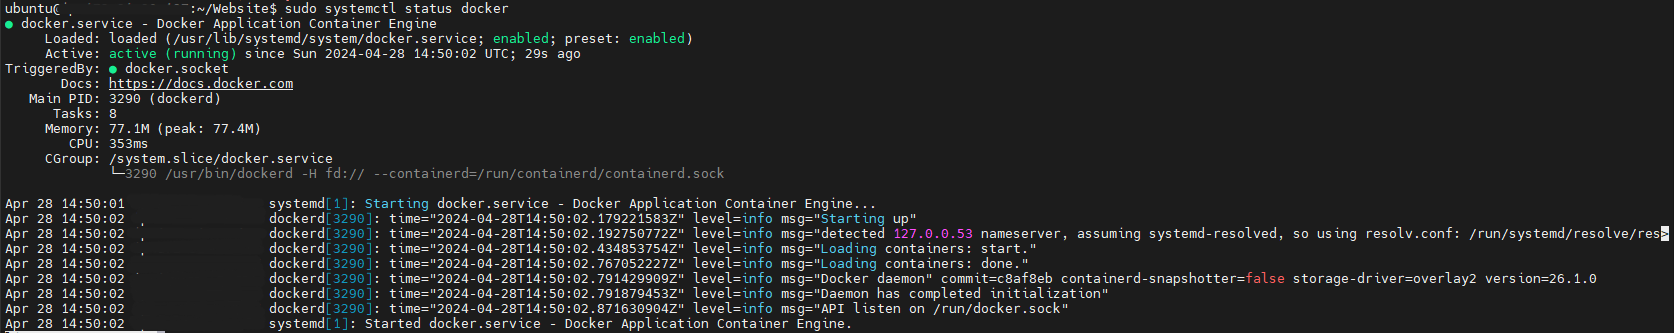 ubuntu@ :~/Website$ sudo systemctl status docker
● docker.service - Docker Application Container Engine
Loaded: loaded (/usr/lib/systemd/system/docker.service; enabled; preset: enabled)
Active: active (running) since Sun 2024-04-28 14:50:02 UTC; 29s ago
TriggeredBy: ● docker.socket
Docs: https://docs.docker.com
Main PID: 3290 (dockerd)
Tasks: 8
Memory: 77.1M (peak: 77.4M)
CPU: 353ms
CGroup: /system.slice/docker.service
└─3290 /usr/bin/dockerd -H fd:// --containerd=/run/containerd/containerd.sock
Apr 28 14:50:01 systemd[1]: Starting docker.service - Docker Application Container Engine...
Apr 28 14:50:02 dockerd[3290]: time="2024-04-28T14:50:02.179221583Z" level=info msg="Starting up"
Apr 28 14:50:02 dockerd[3290]: time="2024-04-28T14:50:02.192750772Z" level=info msg="detected 127.0.0.53 nameserver, assuming systemd-resolved, so using resolv.conf: /run/systemd/resolve/res>
Apr 28 14:50:02 dockerd[3290]: time="2024-04-28T14:50:02.434853754Z" level=info msg="Loading containers: start."
Apr 28 14:50:02 dockerd[3290]: time="2024-04-28T14:50:02.767052227Z" level=info msg="Loading containers: done."
Apr 28 14:50:02 dockerd[3290]: time="2024-04-28T14:50:02.791429909Z" level=info msg="Docker daemon" commit=c8af8eb containerd-snapshotter=false storage-driver=overlay2 version=26.1.0
Apr 28 14:50:02 dockerd[3290]: time="2024-04-28T14:50:02.791879453Z" level=info msg="Daemon has completed initialization"
Apr 28 14:50:02 dockerd[3290]: time="2024-04-28T14:50:02.871630904Z" level=info msg="API listen on /run/docker.sock"
Apr 28 14:50:02 systemd[1]: Started docker.service - Docker Application Container Engine.